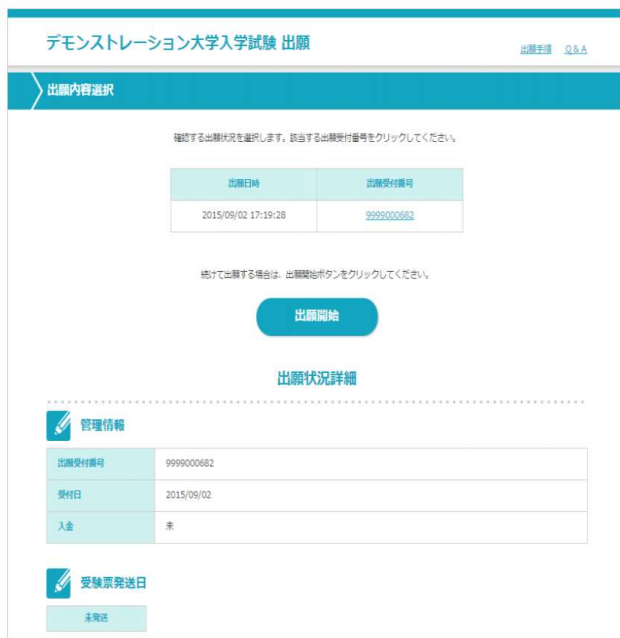 デモンストレーション大学入学試験 出願
出願手順 Q&A
出願内容選択
確認する出願状況を選択します。該当する出願受付番号をクリックしてください。
出願日時 出願受付番号
2015/09/02 17:19:28 9999000682
続けて出願する場合は、出願開始ボタンをクリックしてください。
出願開始
出願状況詳細
管理情報
出願受付番号 9999000682
受付日 2015/09/02
入金 未
受験票発送日
未発送